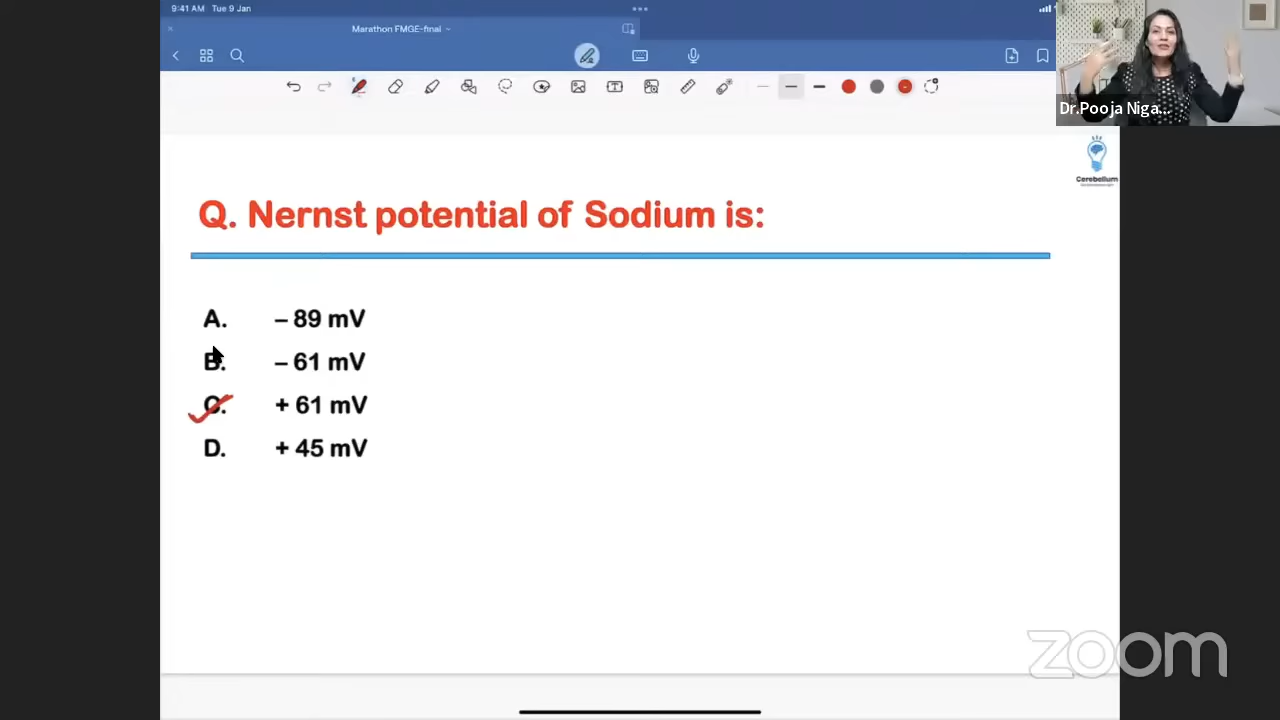 9:41 AM Tue 9 Jan
Marathon FMGE-final
Dr.Pooja Niga...
Cerebellum
Q. Nernst potential of Sodium is:
A. – 89 mV
B. – 61 mV
C. + 61 mV
D. + 45 mV
zoom